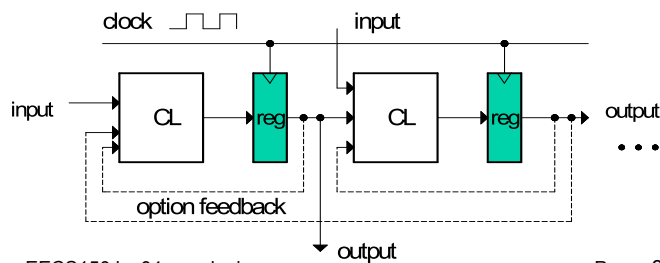 clock
input
input
CL
reg
CL
reg
output
option feedback
output